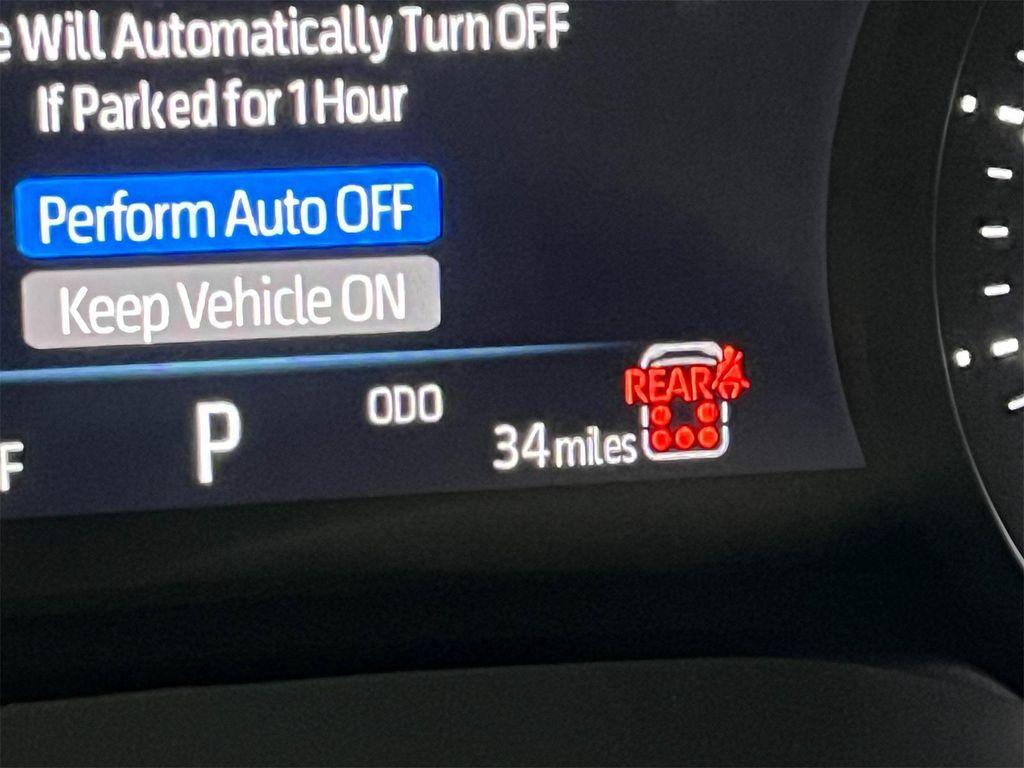 Will Automatically Turn OFF
If Parked for 1 Hour
Perform Auto OFF
Keep Vehicle ON
P
ODO
34 miles
REAR